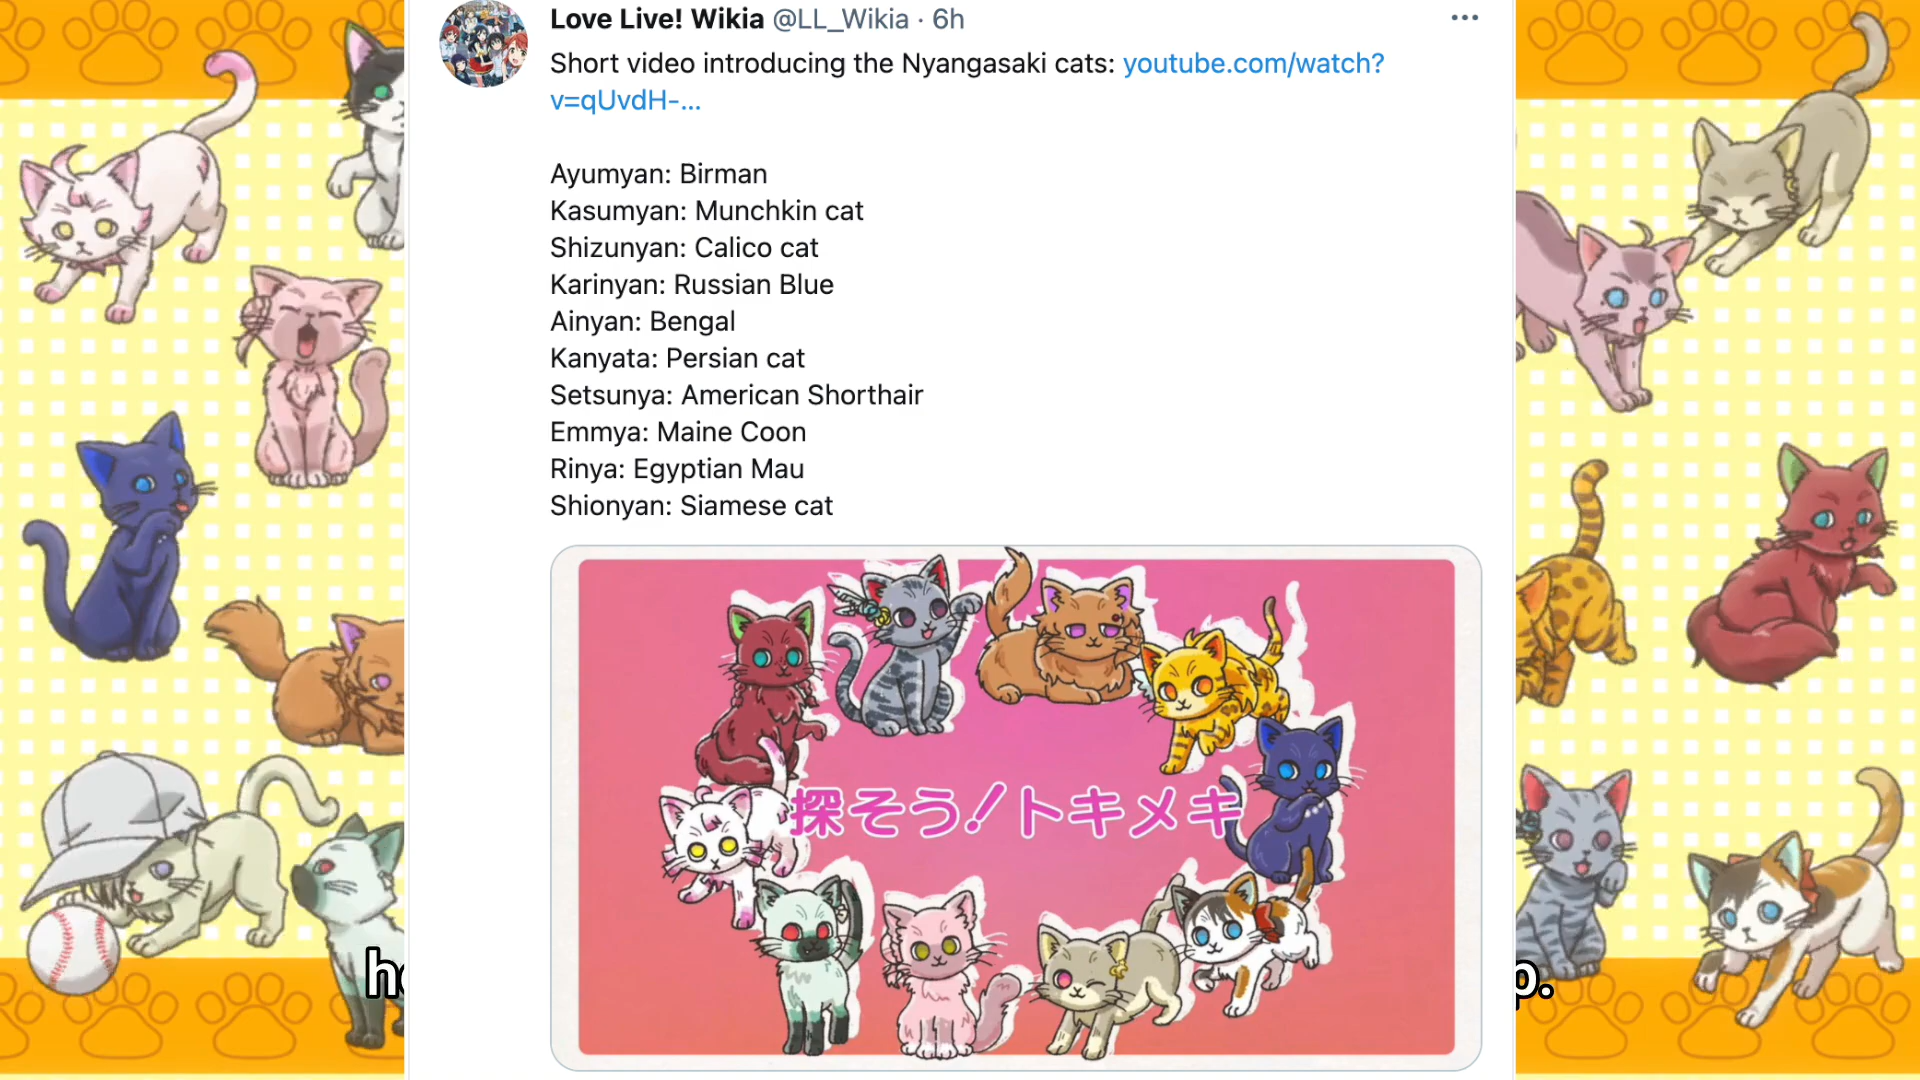 Love Live! Wikia @LL_Wikia · 6h
Short video introducing the Nyangasaki cats: youtube.com/watch?
v=qUvdH-...
Ayumyan: Birman
Kasumyan: Munchkin cat
Shizunyan: Calico cat
Karinyan: Russian Blue
Ainyan: Bengal
Kanyata: Persian cat
Setsunya: American Shorthair
Emmya: Maine Coon
Rinya: Egyptian Mau
Shionyan: Siamese cat
探そう!トキメキ